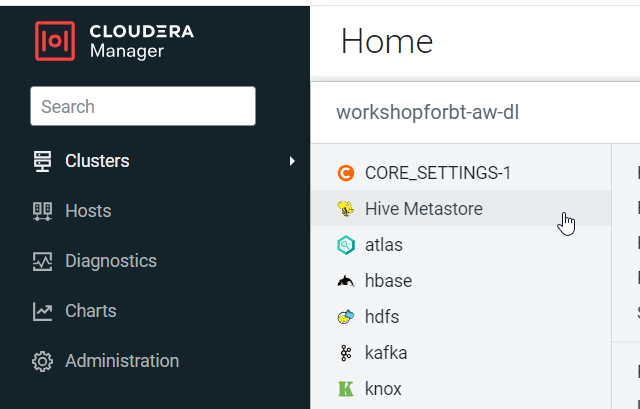 CLOUDERA
Manager
Search
Clusters
Hosts
Diagnostics
Charts
Administration
Home
workshopforbt-aw-dl
CORE_SETTINGS-1
Hive Metastore
atlas
hbase
hdfs
kafka
knox